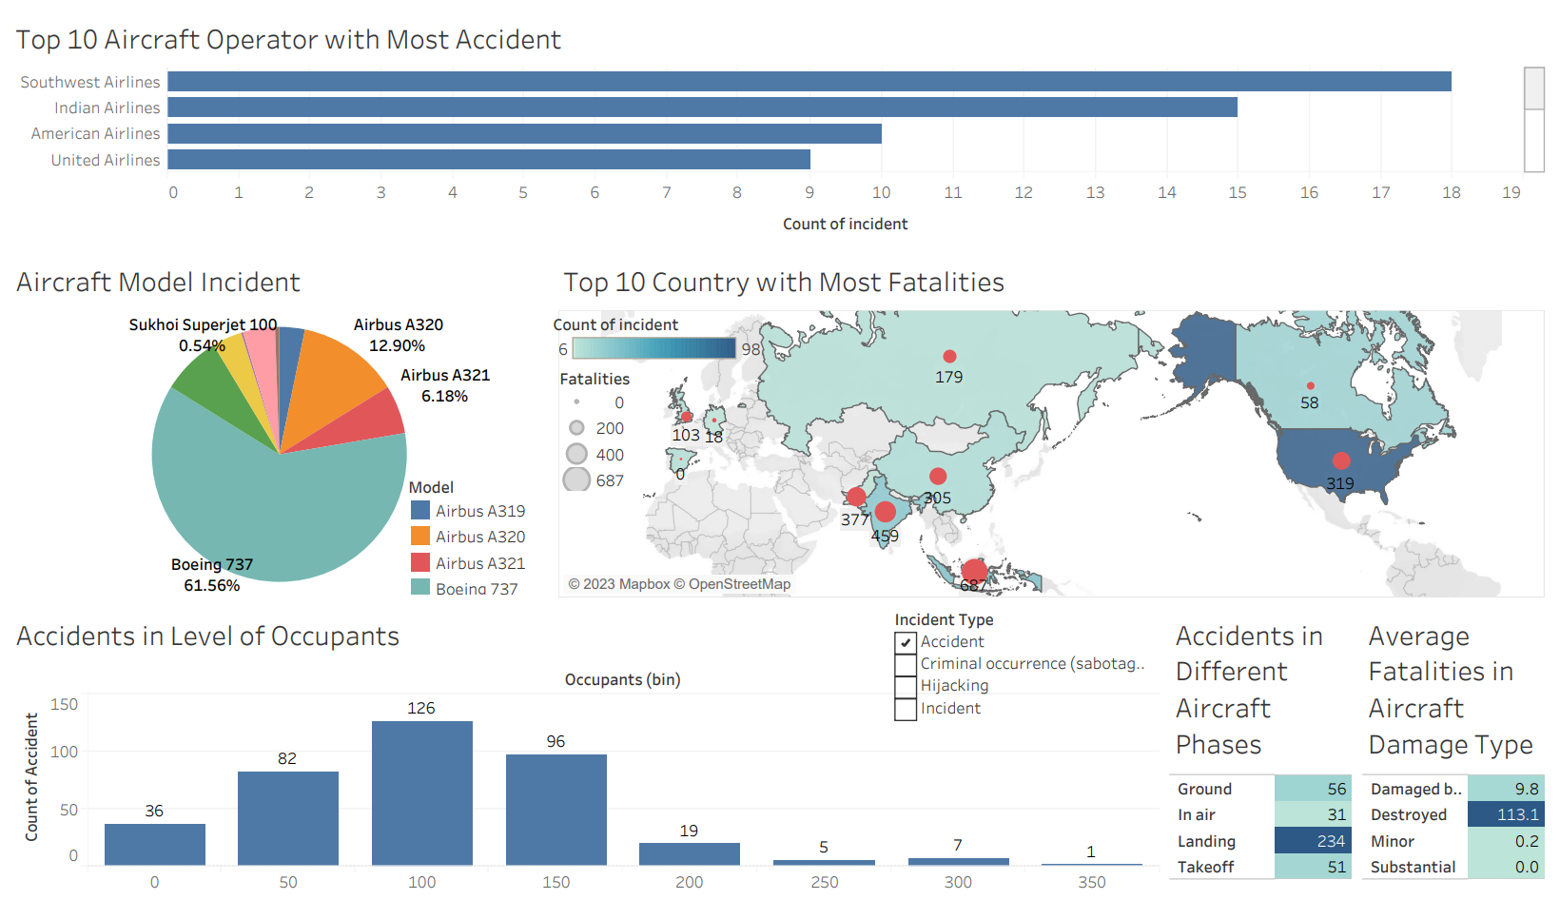 Top 10 Aircraft Operator with Most Accident
Southwest Airlines
Indian Airlines
American Airlines
United Airlines
0 1 2 3 4 5 6 7 8 9 10 11 12 13 14 15 16 17 18 19
Count of incident
Aircraft Model Incident
Sukhoi Superjet 100
0.54%
Airbus A320
12.90%
Airbus A321
6.18%
Boeing 737
61.56%
Model
Airbus A319
Airbus A320
Airbus A321
Boeing 737
Top 10 Country with Most Fatalities
Count of incident
6 98
Fatalities
0
200
400
687
179
58
103 18
0
305
319
377
459
687
© 2023 Mapbox © OpenStreetMap
Accidents in Level of Occupants
Incident Type
Accident
Criminal occurrence (sabotag..
Hijacking
Incident
Occupants (bin)
Count of Accident
150
100
50
0
36
82
126
96
19
5
7
1
0 50 100 150 200 250 300 350
Accidents in
Different
Aircraft
Phases
Ground 56
In air 31
Landing 234
Takeoff 51
Average
Fatalities in
Aircraft
Damage Type
Damaged b.. 9.8
Destroyed 113.1
Minor 0.2
Substantial 0.0